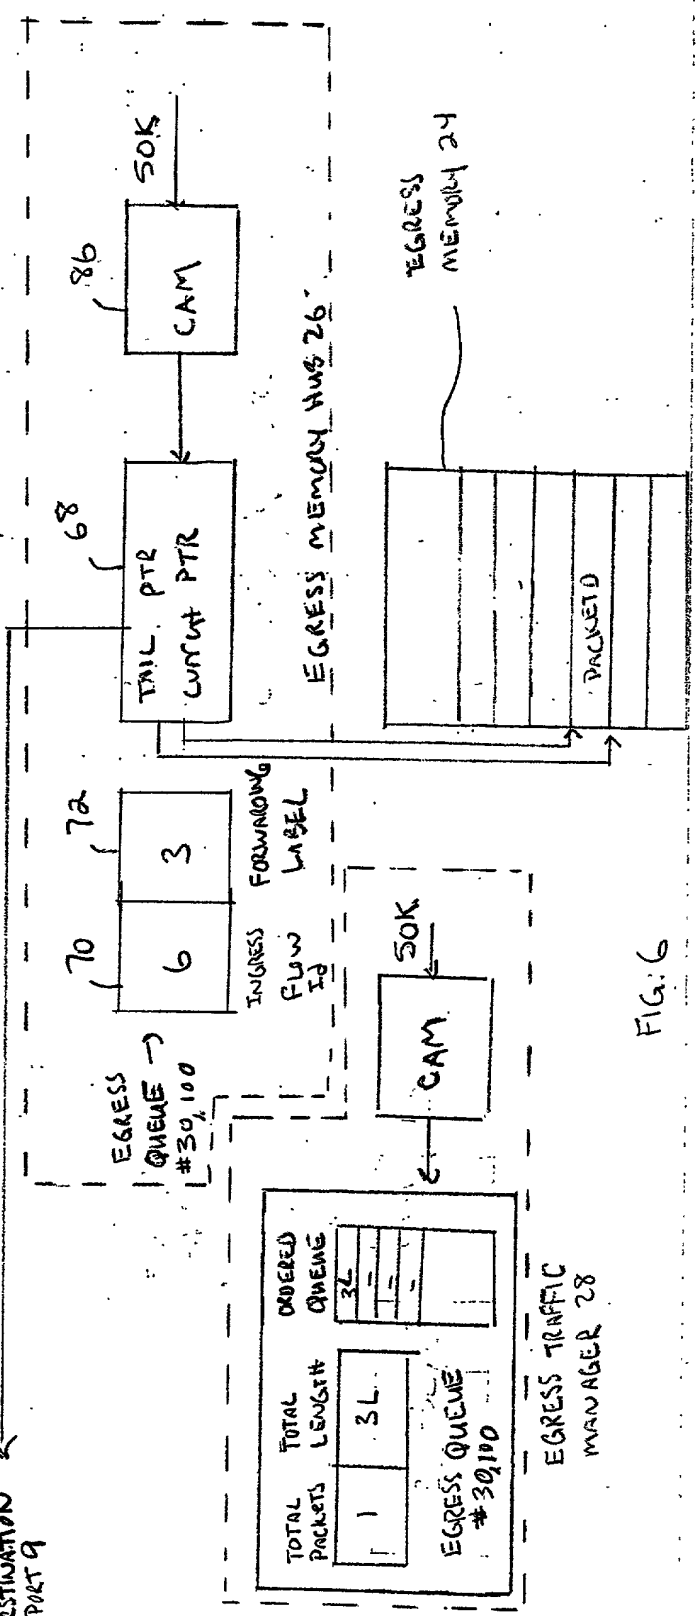 DESTINATION
PORT 9
EGRESS
QUEUE →
#30,100
70
72
6
3
INGRESS
FLOW
Id
FORWARDING
LABEL
68
TAIL PTR
current PTR
86
CAM
50K
EGRESS MEMORY HUB 26
EGRESS
MEMORY 24
PACKET D
TOTAL
PACKETS
TOTAL
LENGTH
ORDERED
QUEUE
1
3L
3L
EGRESS QUEUE
#30,100
CAM
50K
EGRESS TRAFFIC
MANAGER 28
FIG. 6